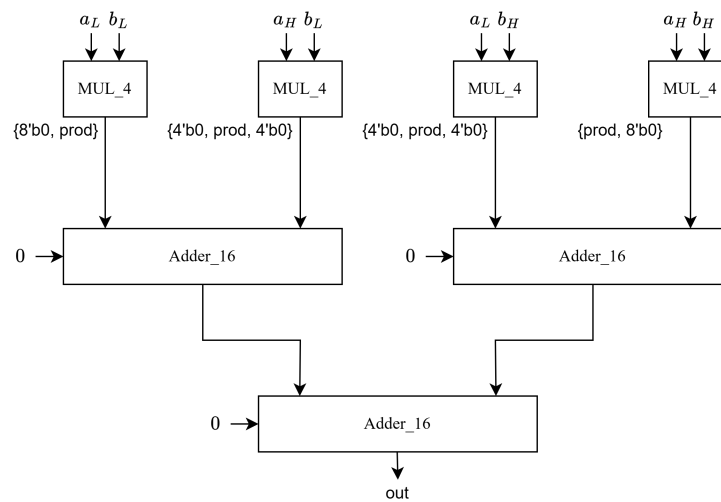 a_L b_L a_H b_L a_L b_H a_H b_H
MUL_4 MUL_4 MUL_4 MUL_4
{8'b0, prod} {4'b0, prod, 4'b0} {4'b0, prod, 4'b0} {prod, 8'b0}
0 Adder_16 0 Adder_16
0 Adder_16
out